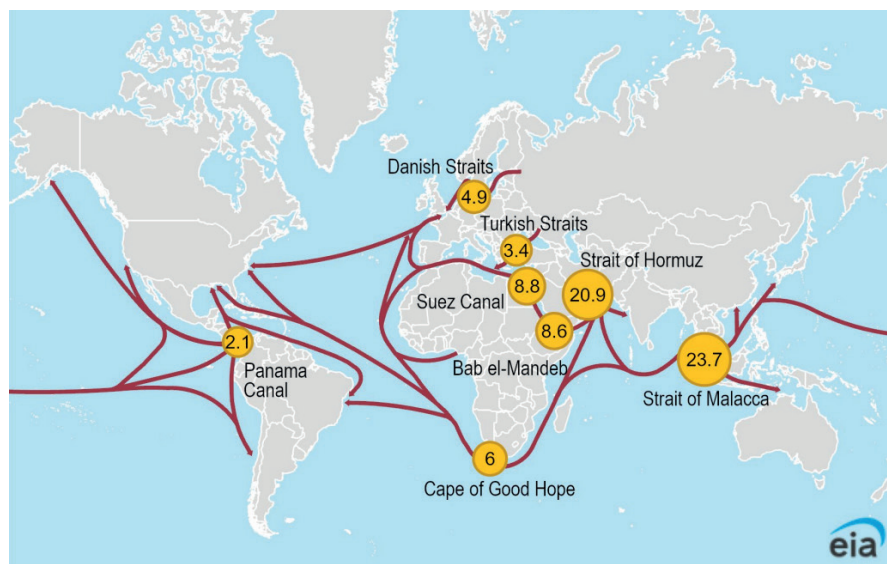 Danish Straits
4.9
Turkish Straits
3.4
Strait of Hormuz
8.8
20.9
Suez Canal
8.6
2.1
Bab el-Mandeb
23.7
Panama
Canal
Strait of Malacca
6
Cape of Good Hope
eia